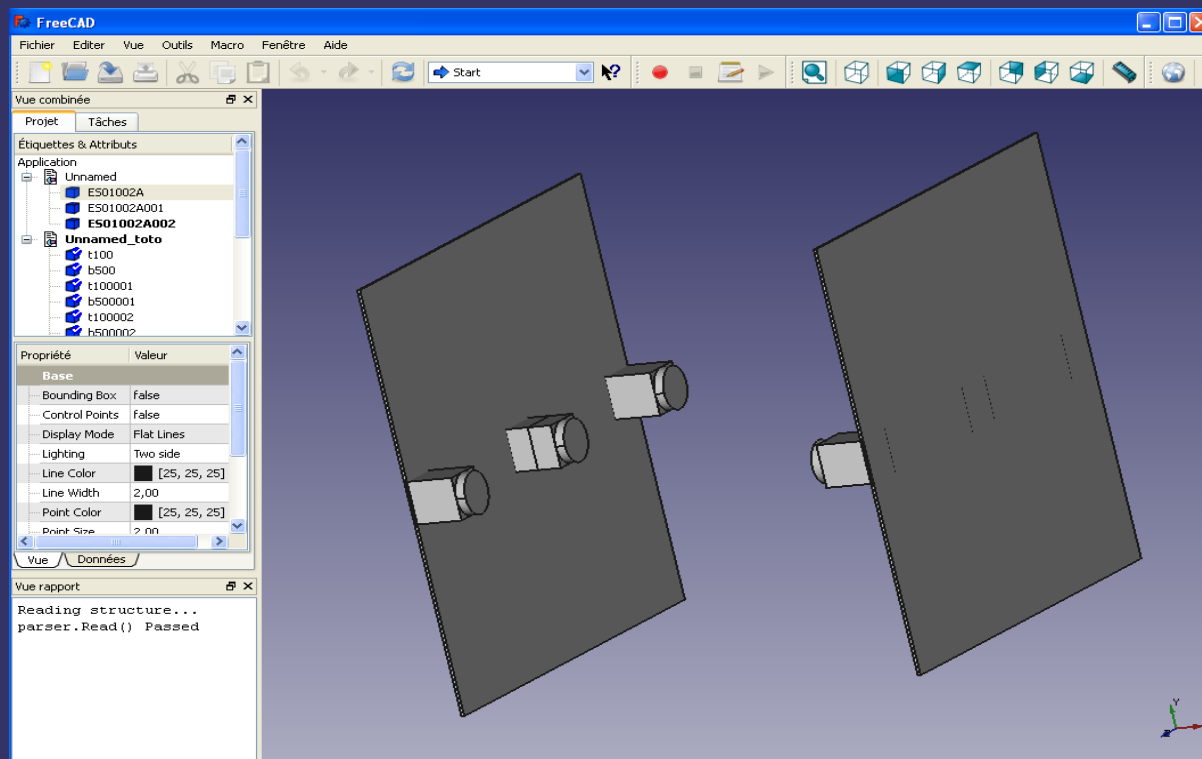 FreeCAD
Fichier Editer Vue Outils Macro Fenêtre Aide
Start
Vue combinée
Projet Tâches
Étiquettes & Attributs
Application
Unnamed
ES01002A
ES01002A001
ES01002A002
Unnamed_toto
t100
b500
t100001
b500001
t100002
b500002
Propriété Valeur
Base
Bounding Box false
Control Points false
Display Mode Flat Lines
Lighting Two side
Line Color [25, 25, 25]
Line Width 2,00
Point Color [25, 25, 25]
Point Size 2,00
Vue Données
Vue rapport
Reading structure...
parser.Read() Passed
Y